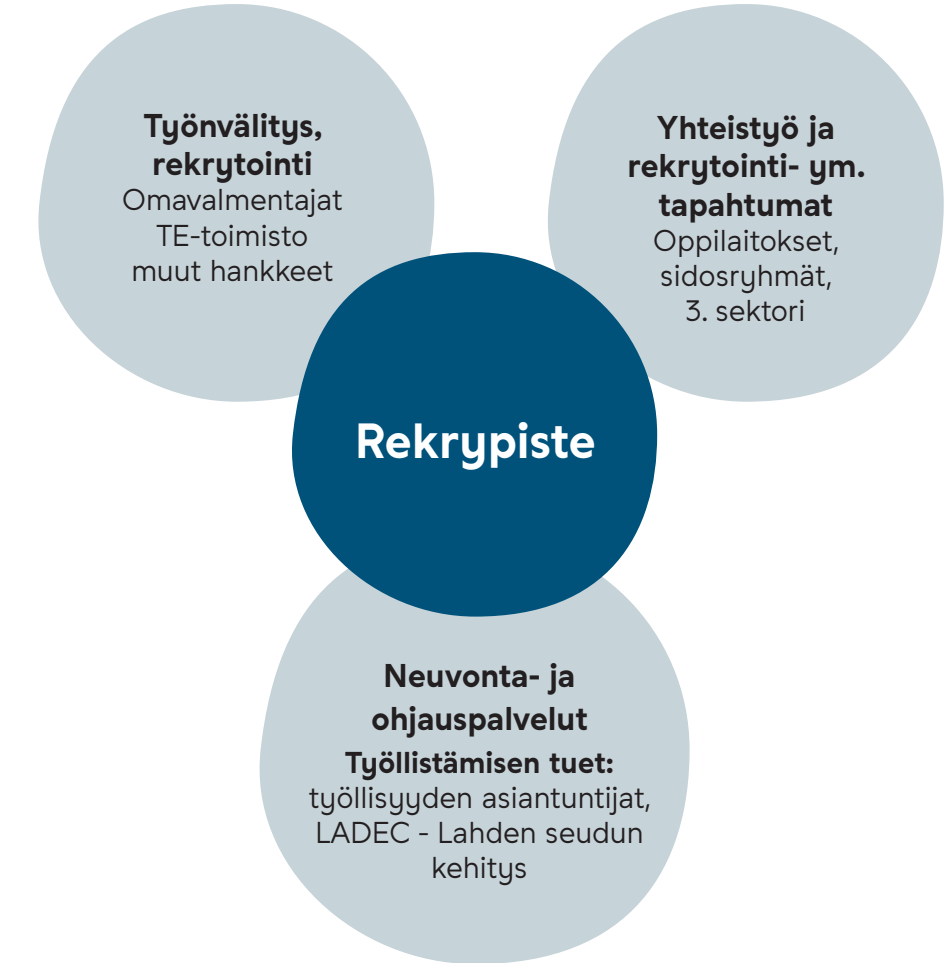 Työnvälitys,
rekrytointi
Omavalmentajat
TE-toimisto
muut hankkeet
Yhteistyö ja
rekrytointi- ym.
tapahtumat
Oppilaitokset,
sidosryhmät,
3. sektori
Rekrypiste
Neuvonta- ja
ohjauspalvelut
Työllistämisen tuet:
työllisyyden asiantuntijat,
LADEC - Lahden seudun
kehitys